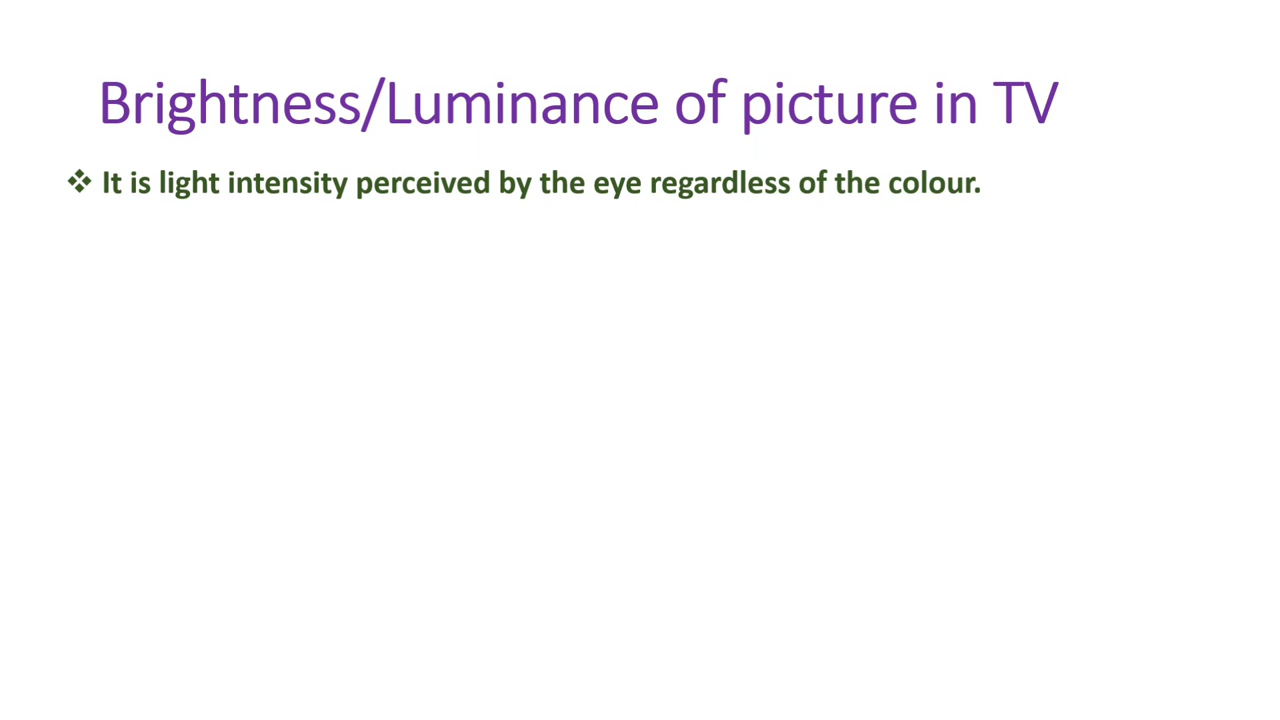 Brightness/Luminance of picture in TV
❖ It is light intensity perceived by the eye regardless of the colour.